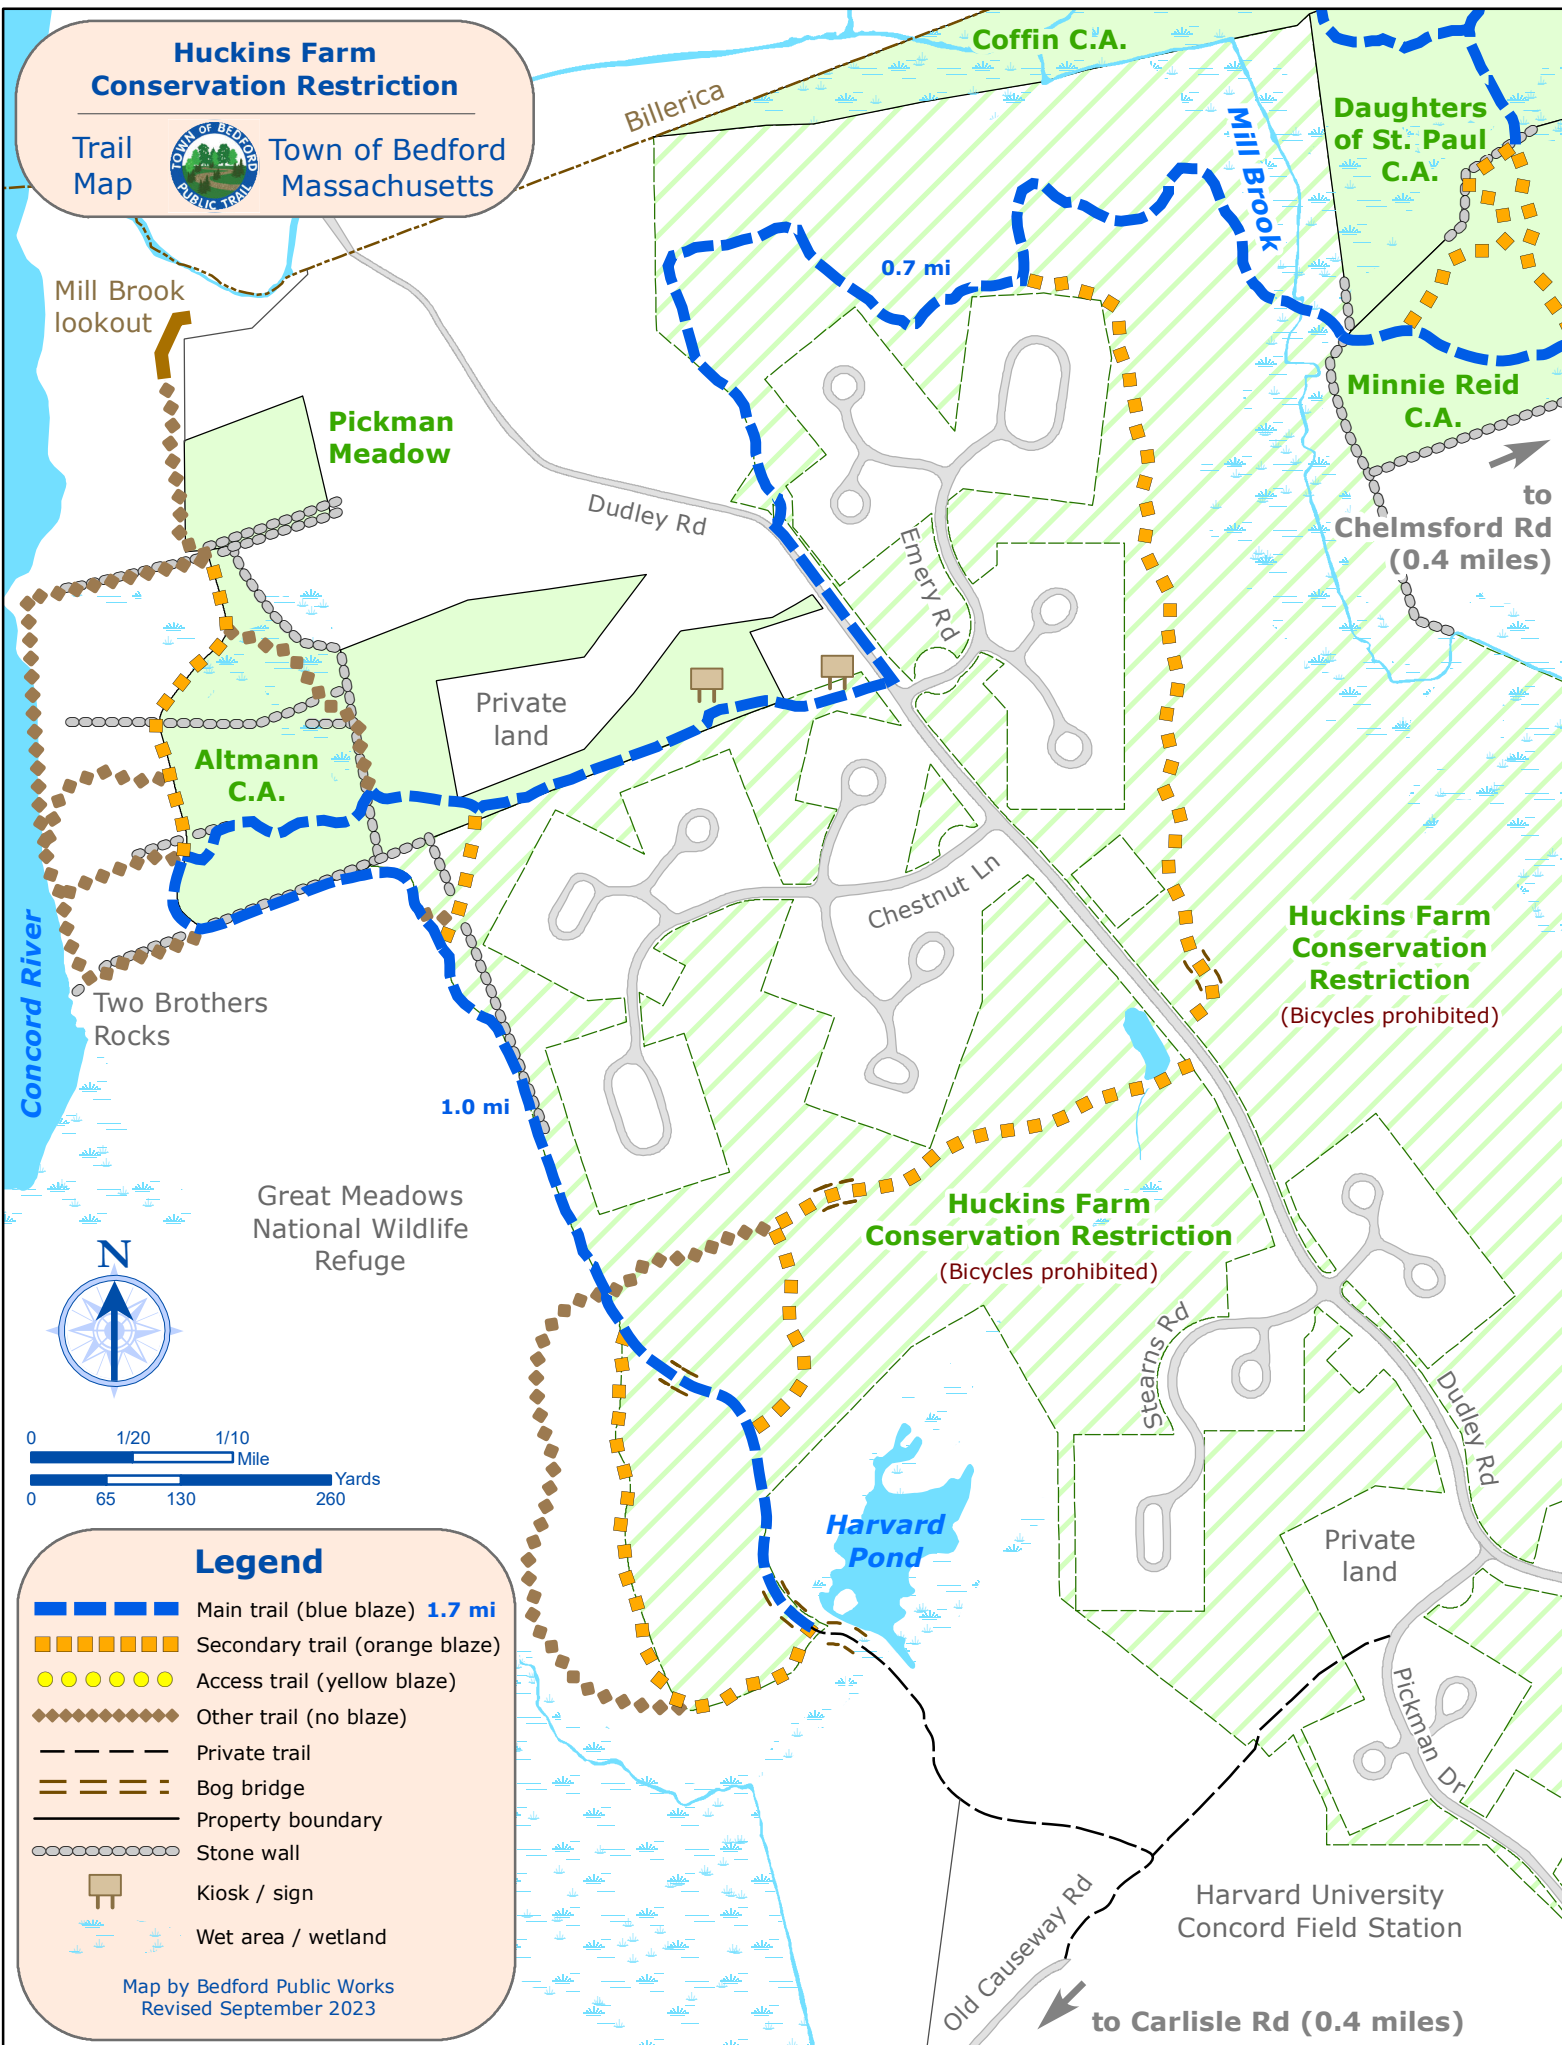 Huckins Farm
Conservation Restriction
Trail
Map
TOWN OF BEDFORD
PUBLIC TRAIL
Town of Bedford
Massachusetts
Billerica
Coffin C.A.
Mill Brook
Daughters
of St. Paul
C.A.
0.7 mi
Mill Brook
lookout
Pickman
Meadow
Minnie Reid
C.A.
to
Chelmsford Rd
(0.4 miles)
Dudley Rd
Emery Rd
Private
land
Altmann
C.A.
Chestnut Ln
Huckins Farm
Conservation
Restriction
(Bicycles prohibited)
Concord River
Two Brothers
Rocks
1.0 mi
Great Meadows
National Wildlife
Refuge
Huckins Farm
Conservation Restriction
(Bicycles prohibited)
N
Stearns Rd
Dudley Rd
0 1/20 1/10
Mile
Yards
0 65 130 260
Harvard
Pond
Private
land
Pickman Dr
Legend
Main trail (blue blaze) 1.7 mi
Secondary trail (orange blaze)
Access trail (yellow blaze)
Other trail (no blaze)
Private trail
Bog bridge
Property boundary
Stone wall
Kiosk / sign
Wet area / wetland
Map by Bedford Public Works
Revised September 2023
Old Causeway Rd
Harvard University
Concord Field Station
to Carlisle Rd (0.4 miles)